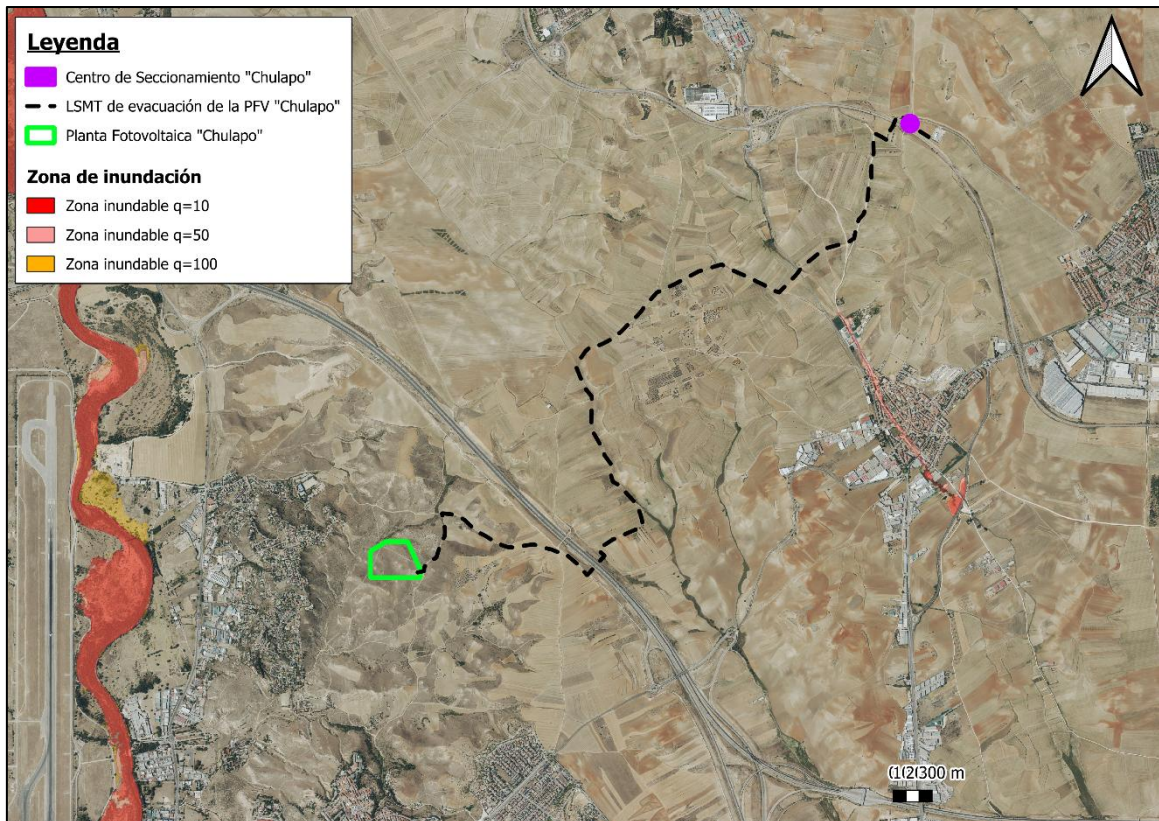 Leyenda
Centro de Seccionamiento "Chulapo"
LSMT de evacuación de la PFV "Chulapo"
Planta Fotovoltaica "Chulapo"
Zona de inundación
Zona inundable q=10
Zona inundable q=50
Zona inundable q=100
300 m